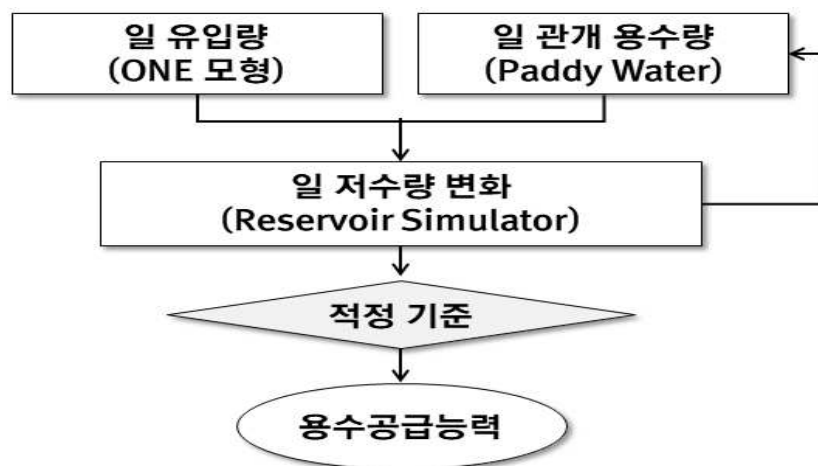 일 유입량
(ONE 모형)
일 관개 용수량
(Paddy Water)
일 저수량 변화
(Reservoir Simulator)
적정 기준
용수공급능력